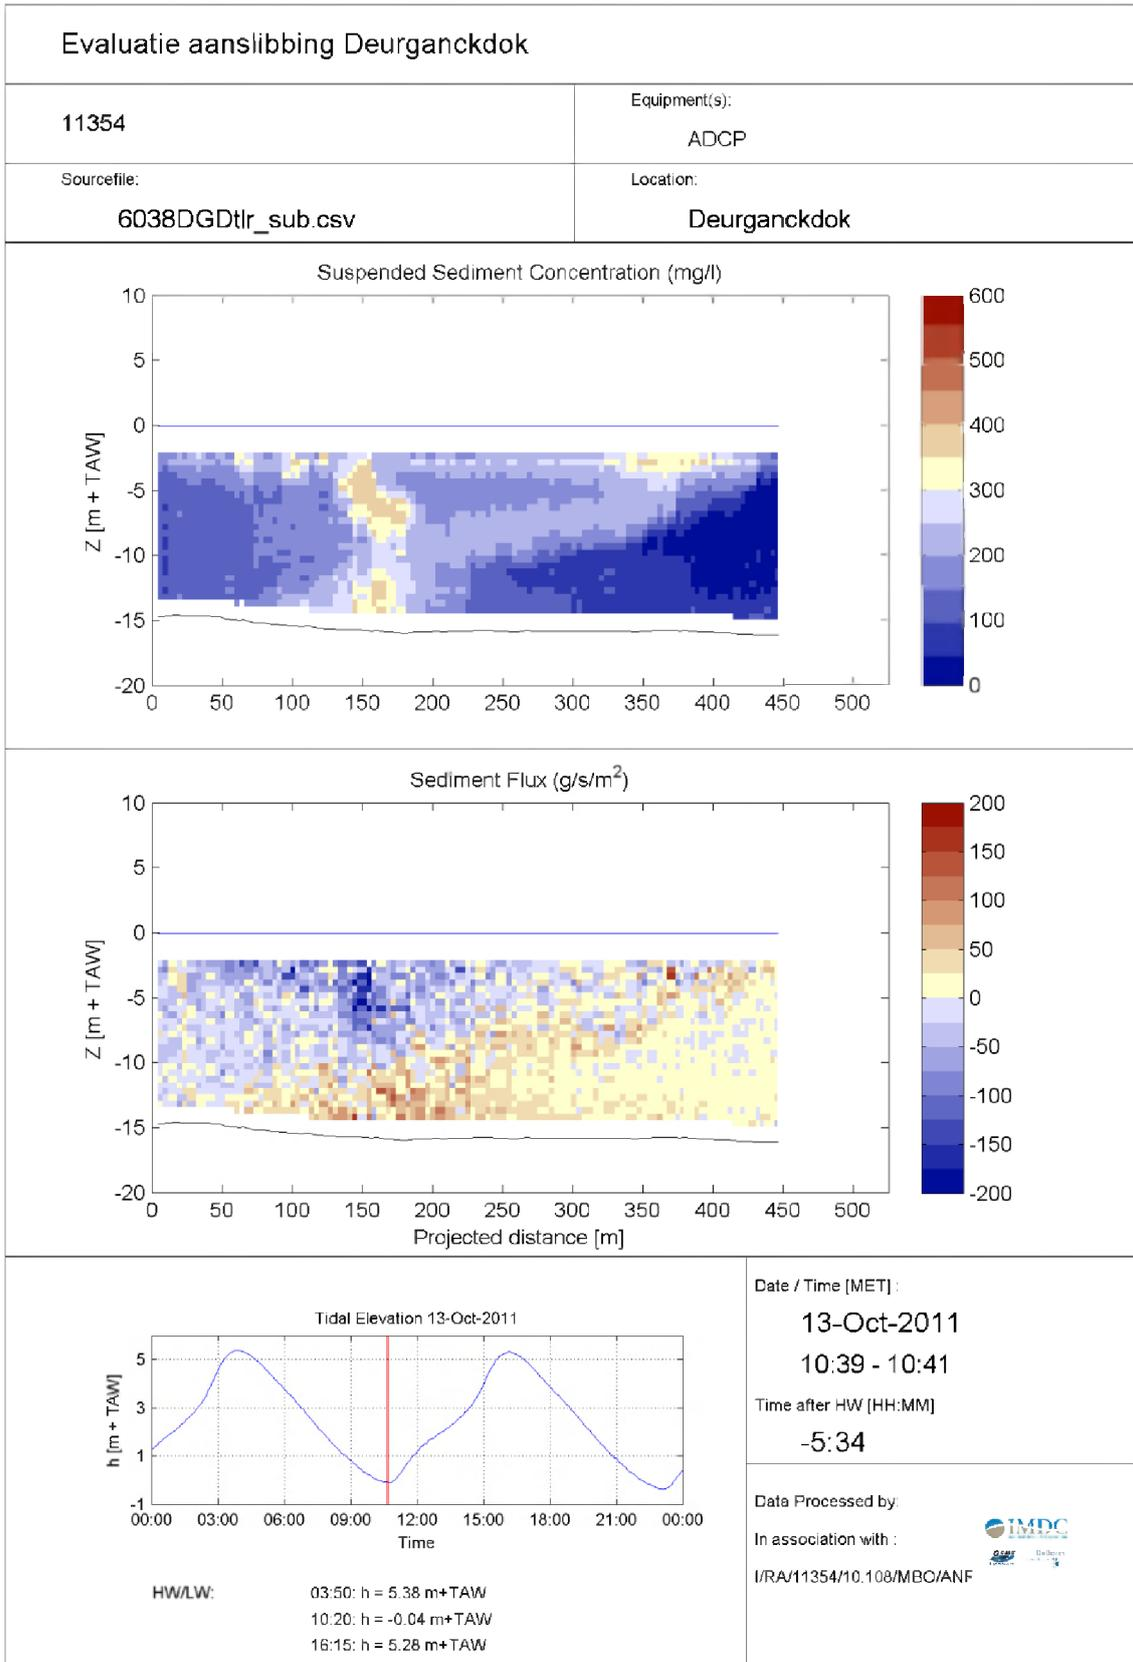 Evaluatie aanslibbing Deurganckdok
11354
Equipment(s):
ADCP
Sourcefile:
6038DGDtlr_sub.csv
Location:
Deurganckdok
Suspended Sediment Concentration (mg/l)
10
5
0
-5
-10
-15
-20
Z [m + TAW]
0 50 100 150 200 250 300 350 400 450 500
600
500
400
300
200
100
0
Sediment Flux (g/s/m²)
10
5
0
-5
-10
-15
-20
Z [m + TAW]
0 50 100 150 200 250 300 350 400 450 500
Projected distance [m]
200
150
100
50
0
-50
-100
-150
-200
Tidal Elevation 13-Oct-2011
5
3
1
-1
h [m + TAW]
00:00 03:00 06:00 09:00 12:00 15:00 18:00 21:00 00:00
Time
HW/LW:
03:50: h = 5.38 m+TAW
10:20: h = -0.04 m+TAW
16:15: h = 5.28 m+TAW
Date / Time [MET] :
13-Oct-2011
10:39 - 10:41
Time after HW [HH:MM]
-5:34
Data Processed by:
IMDC
In association with :
I/RA/11354/10.108/MBO/ANF